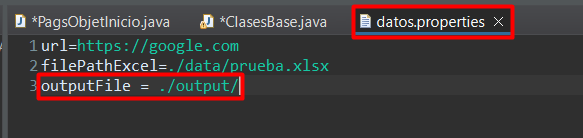 *PagsObjetInicio.java *ClasesBase.java datos.properties
1 url=https://google.com
2 filePathExcel=./data/prueba.xlsx
3 outputFile = ./output/